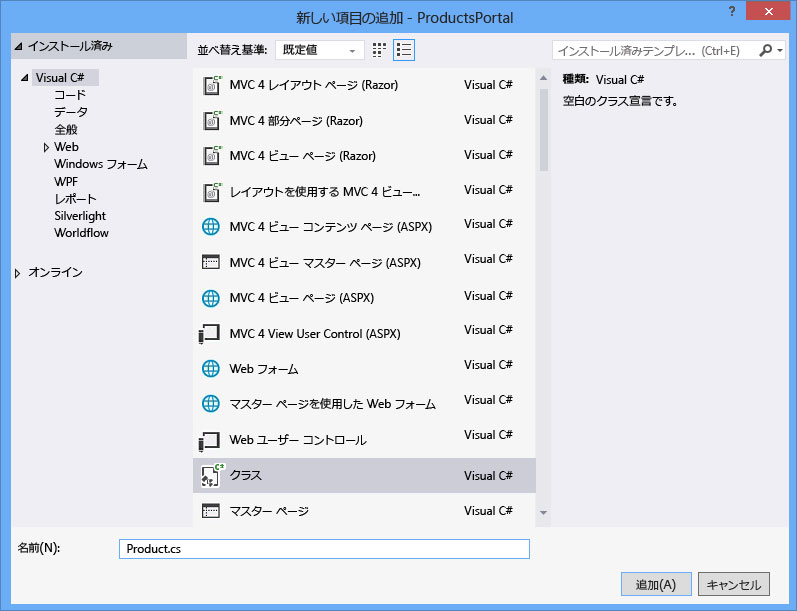 新しい項目の追加 - ProductsPortal
?
インストール済み
並べ替え基準: 既定値
インストール済みテンプレ... (Ctrl+E)
Visual C#
コード
データ
全般
Web
Windows フォーム
WPF
レポート
Silverlight
Worldflow
オンライン
MVC 4 レイアウト ページ (Razor) Visual C#
MVC 4 部分ページ (Razor) Visual C#
MVC 4 ビュー ページ (Razor) Visual C#
レイアウトを使用する MVC 4 ビュー... Visual C#
MVC 4 ビュー コンテンツ ページ (ASPX) Visual C#
MVC 4 ビュー マスター ページ (ASPX) Visual C#
MVC 4 ビュー ページ (ASPX) Visual C#
MVC 4 View User Control (ASPX) Visual C#
Web フォーム Visual C#
マスター ページを使用した Web フォーム Visual C#
Web ユーザー コントロール Visual C#
クラス Visual C#
マスター ページ Visual C#
種類: Visual C#
空白のクラス宣言です。
名前(N): Product.cs
追加(A) キャンセル